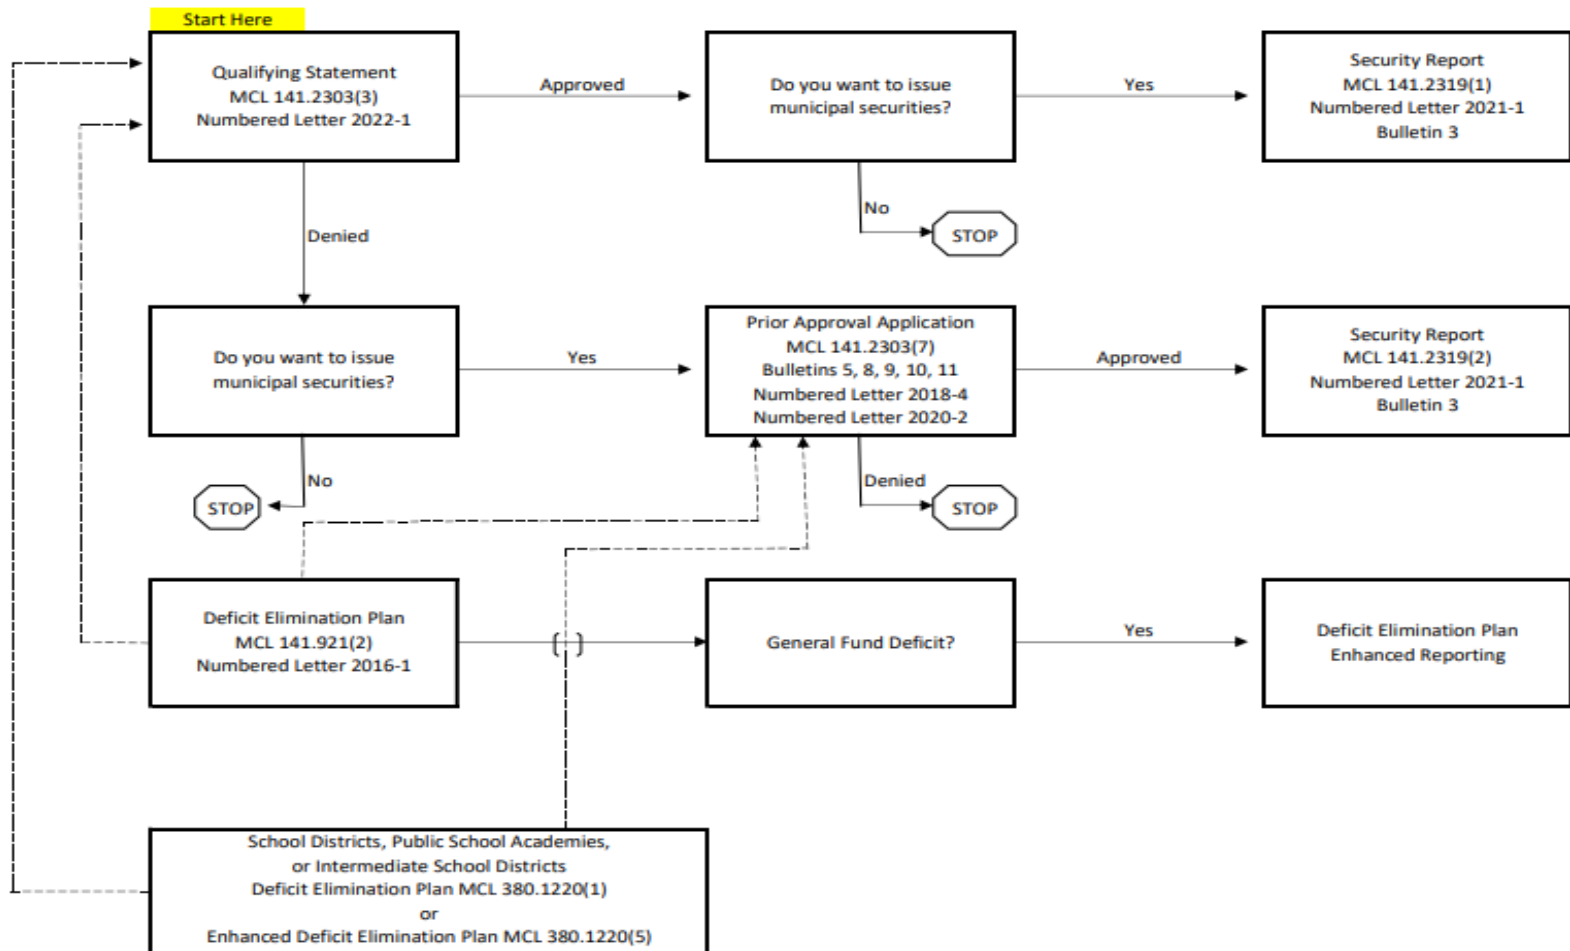 Start Here
Qualifying Statement
MCL 141.2303(3)
Numbered Letter 2022-1
Approved
Do you want to issue
municipal securities?
Yes
Security Report
MCL 141.2319(1)
Numbered Letter 2021-1
Bulletin 3
No
STOP
Denied
Do you want to issue
municipal securities?
Yes
Prior Approval Application
MCL 141.2303(7)
Bulletins 5, 8, 9, 10, 11
Numbered Letter 2018-4
Numbered Letter 2020-2
Approved
Security Report
MCL 141.2319(2)
Numbered Letter 2021-1
Bulletin 3
No
STOP
Denied
STOP
Deficit Elimination Plan
MCL 141.921(2)
Numbered Letter 2016-1
General Fund Deficit?
Yes
Deficit Elimination Plan
Enhanced Reporting
School Districts, Public School Academies,
or Intermediate School Districts
Deficit Elimination Plan MCL 380.1220(1)
or
Enhanced Deficit Elimination Plan MCL 380.1220(5)